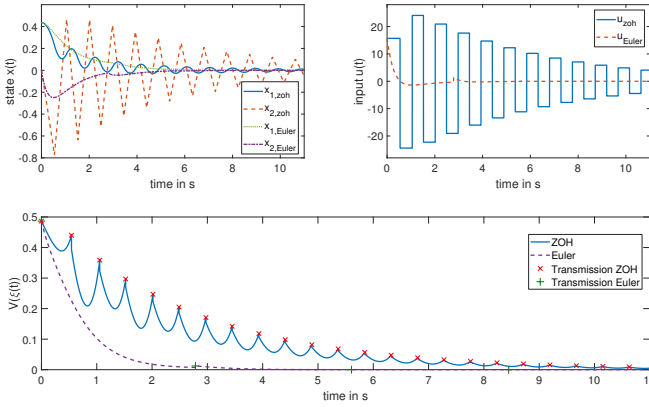 0.4
0.2
0
-0.2
-0.4
-0.6
-0.8
state x(t)
x1,zoh
x2,zoh
x1,Euler
x2,Euler
0 2 4 6 8 10
time in s
20
10
0
-10
-20
input u(t)
uzoh
uEuler
0 2 4 6 8 10
time in s
0.5
0.4
0.3
0.2
0.1
0
V(ξ(t))
ZOH
Euler
Transmission ZOH
Transmission Euler
0 1 2 3 4 5 6 7 8 9 10 11
time in s